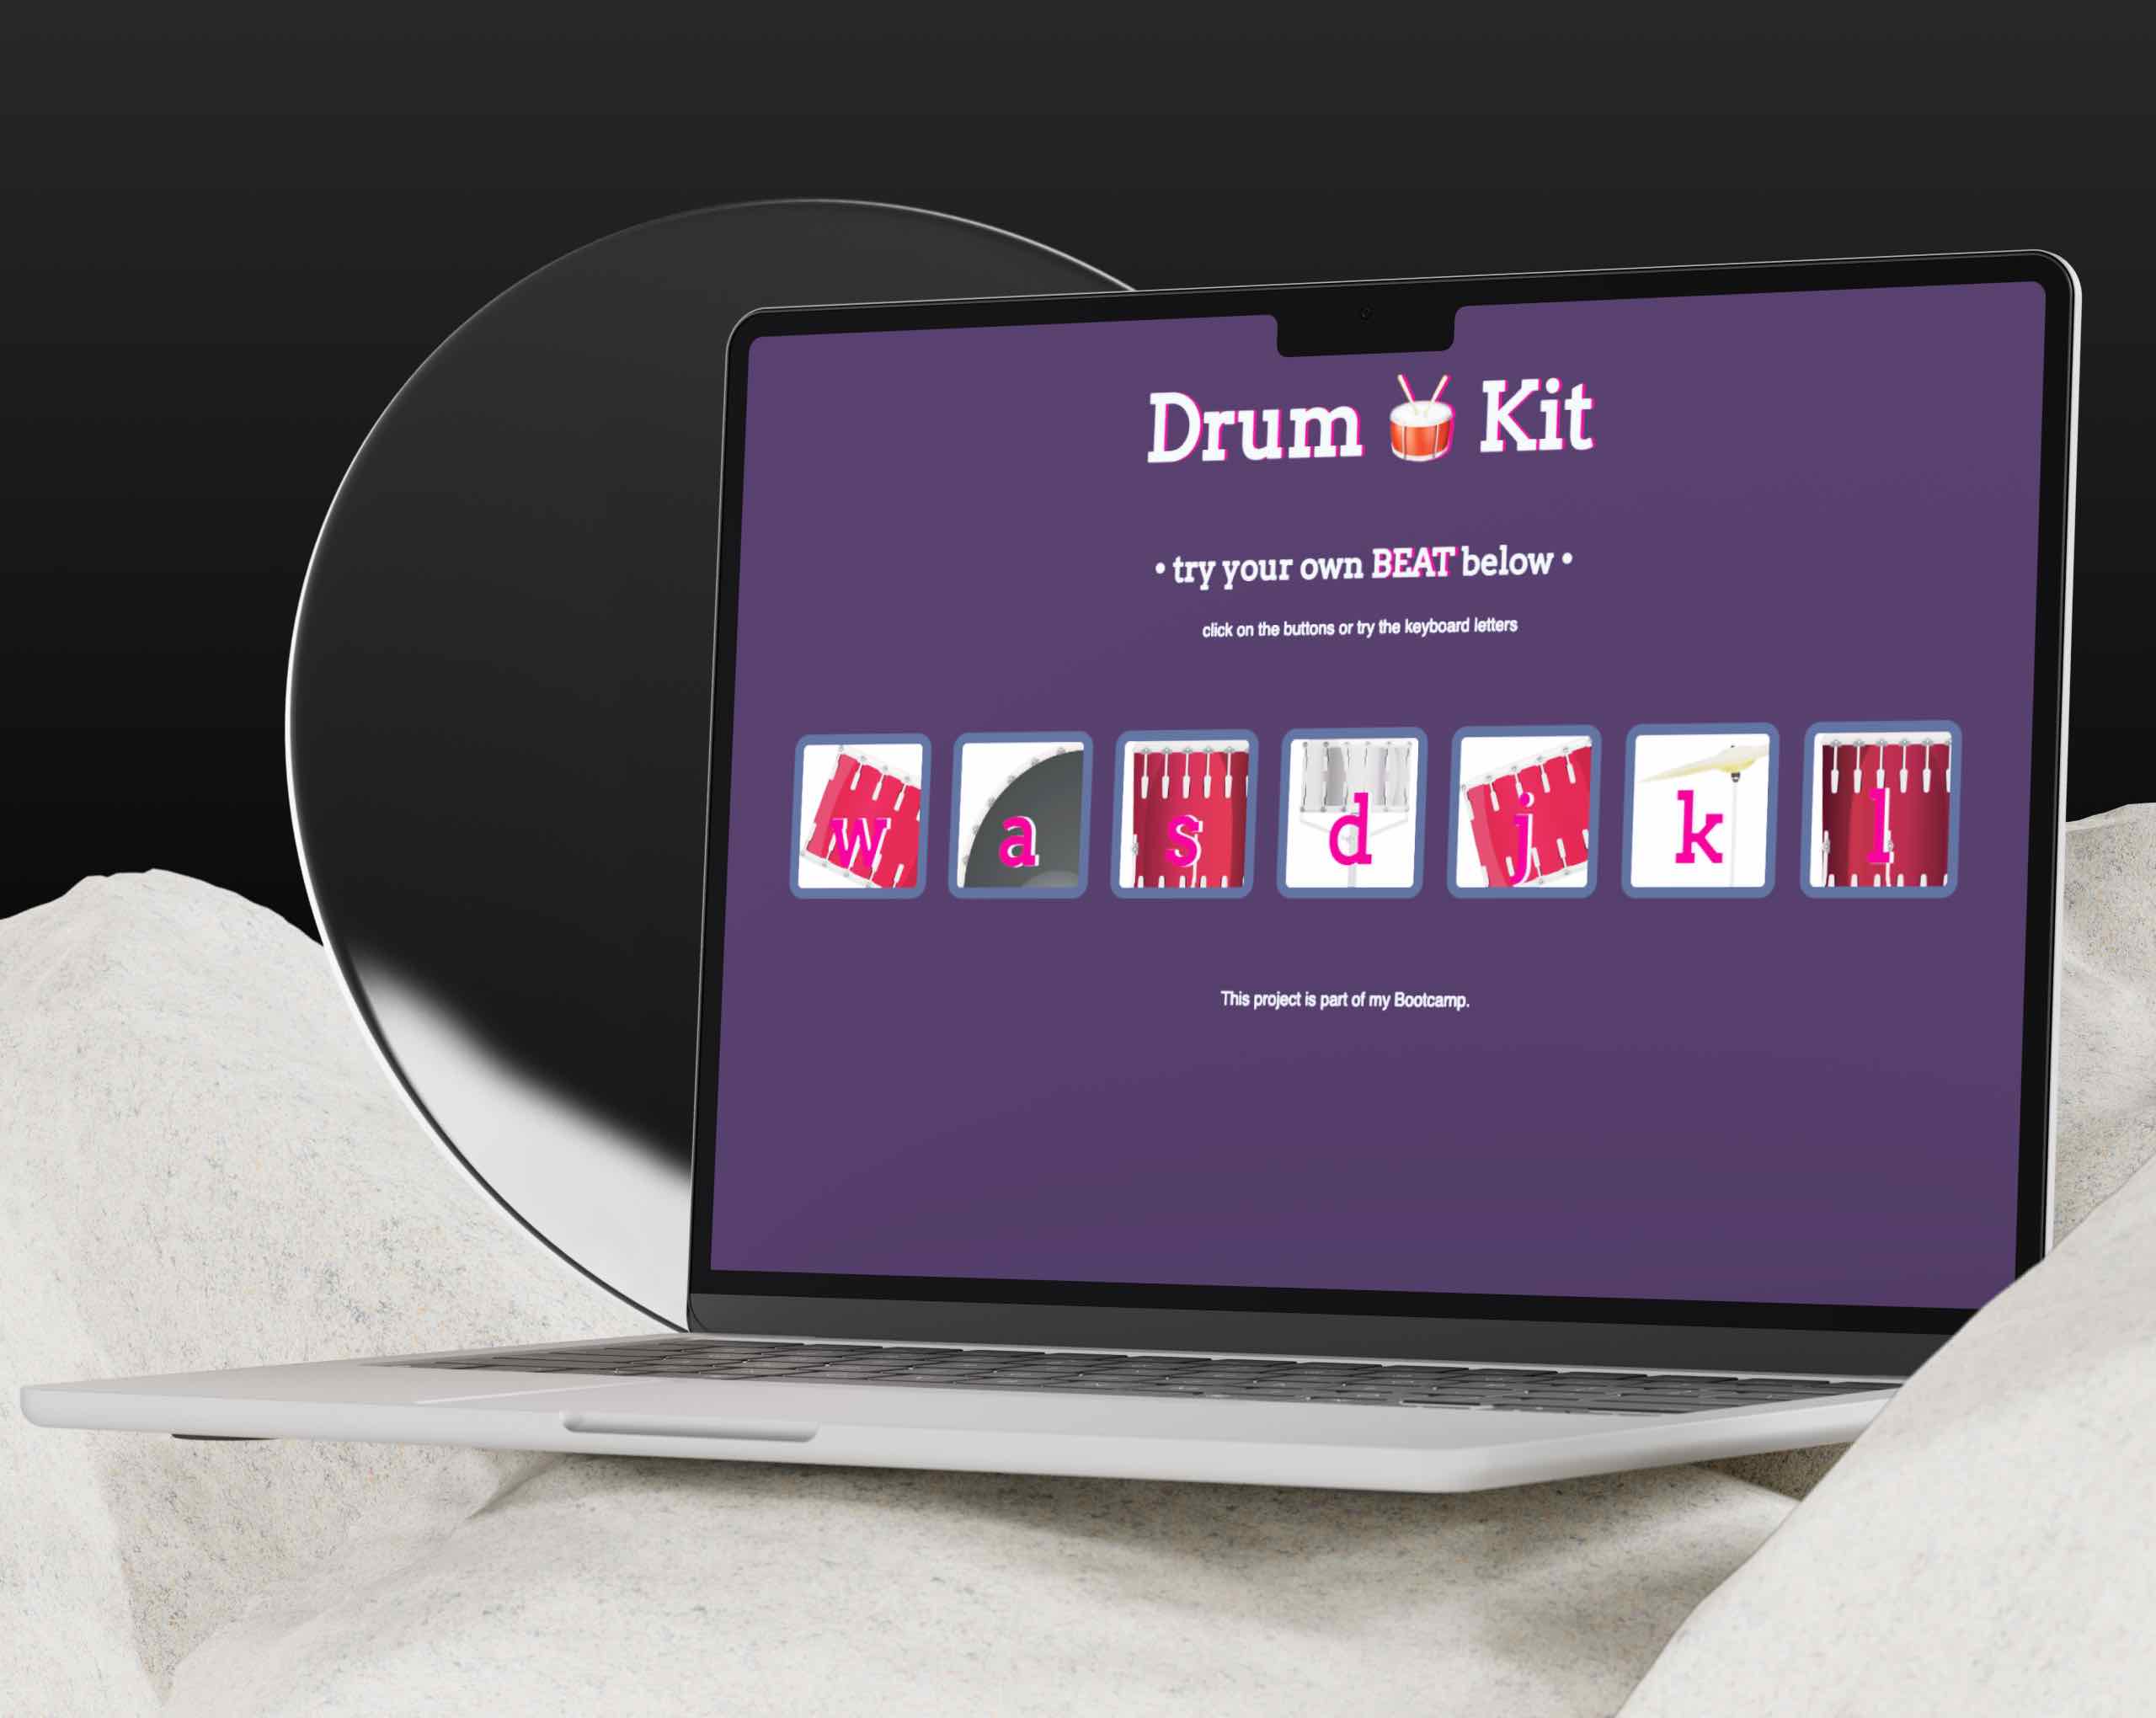 Drum 🥁 Kit
• try your own BEAT below •
click on the buttons or try the keyboard letters
w a s d j k l
This project is part of my Bootcamp.